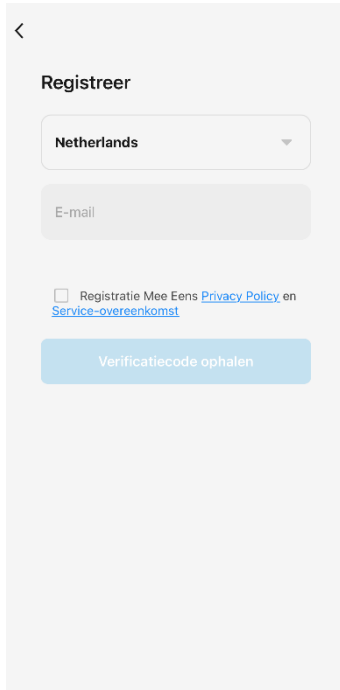 Registreer
Netherlands
E-mail
Registratie Mee Eens Privacy Policy en
Service-overeenkomst
Verificatiecode ophalen